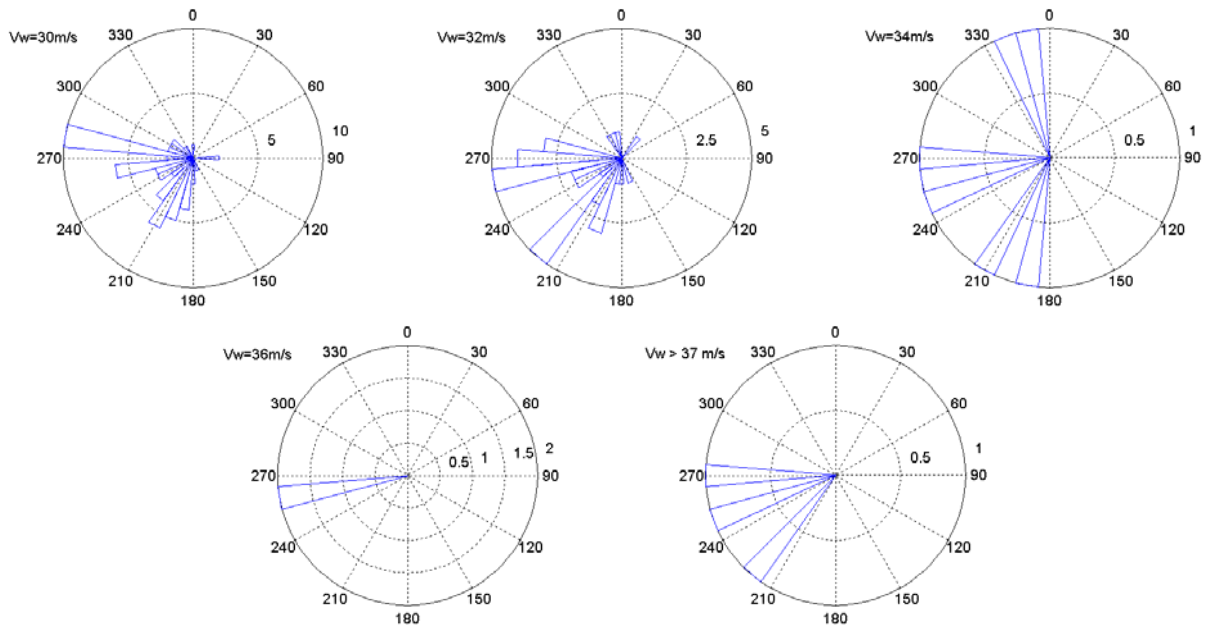 0 0 0
Vw=30m/s 330 30 Vw=32m/s 330 30 Vw=34m/s 330 30
300 60 300 60 300 60
5 10 2.5 5 0.5 1
270 90 270 90 270 90
240 120 240 120 240 120
210 150 210 150 210 150
180 180 180
0 0
Vw=36m/s 330 30 Vw > 37 m/s 330 30
300 60 300 60
0.5 1 1.5 2 0.5 1
270 90 270 90
240 120 240 120
210 150 210 150
180 180